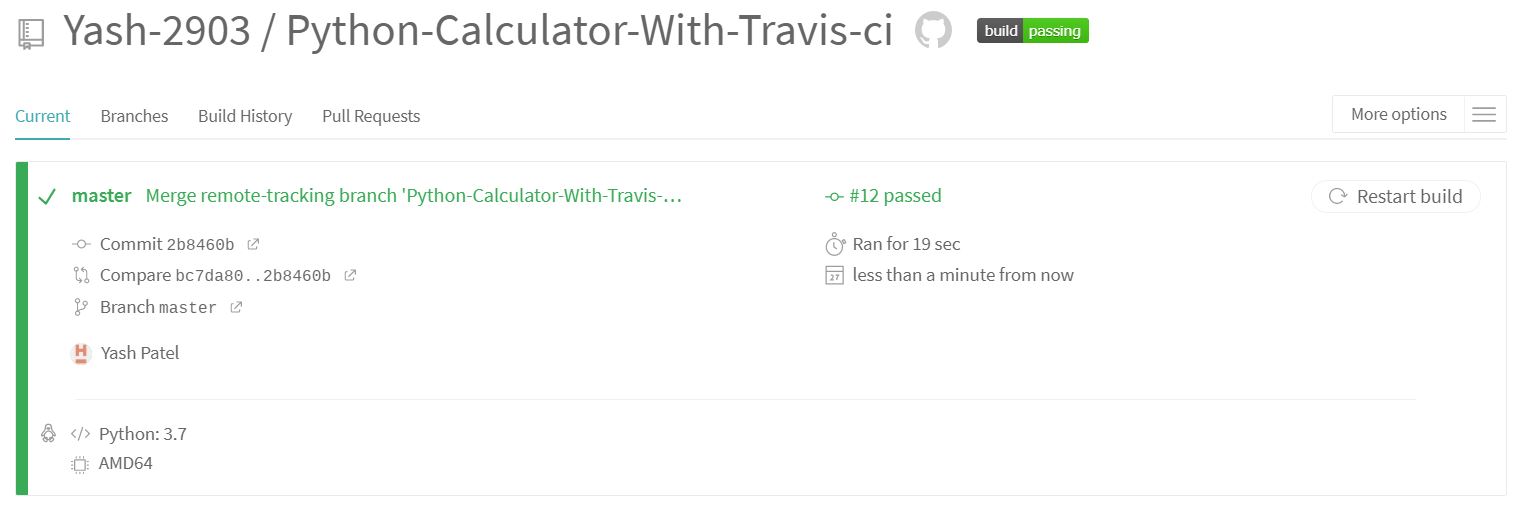 Yash-2903 / Python-Calculator-With-Travis-ci build passing
Current Branches Build History Pull Requests More options
master Merge remote-tracking branch 'Python-Calculator-With-Travis-… #12 passed Restart build
Commit 2b8460b Ran for 19 sec
Compare bc7da80..2b8460b 27 less than a minute from now
Branch master
Yash Patel
</> Python: 3.7
AMD64